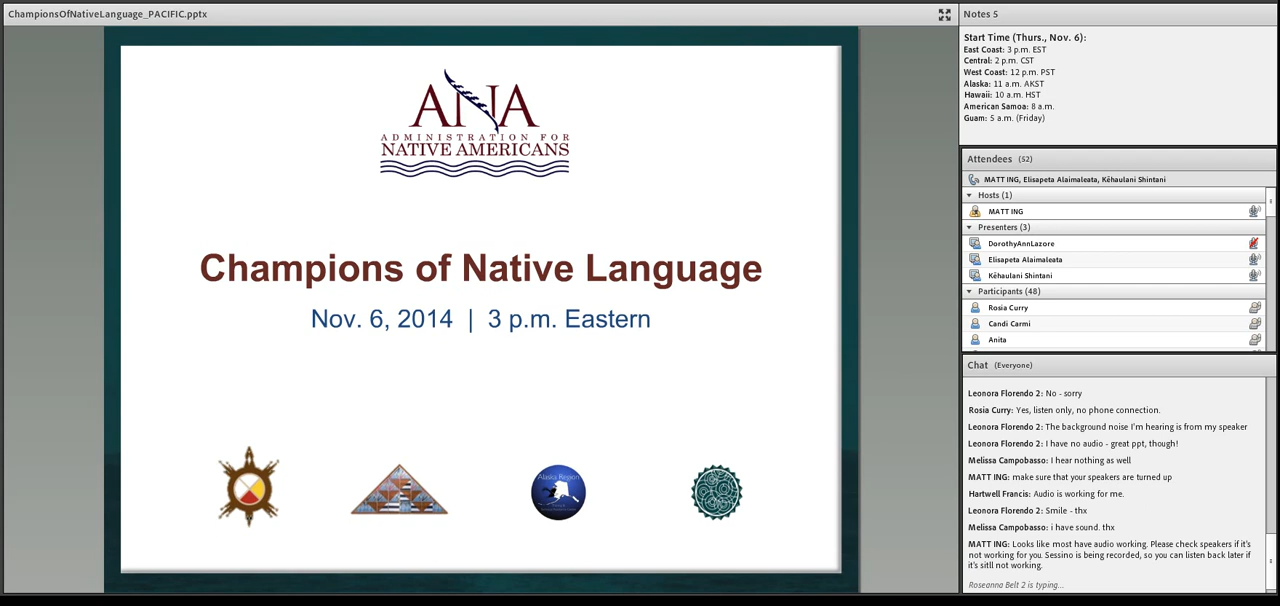 ChampionsOfNativeLanguage_PACIFIC.pptx
ANA
ADMINISTRATION FOR
NATIVE AMERICANS
Champions of Native Language
Nov. 6, 2014 | 3 p.m. Eastern
Alaska Region
Notes 5
Start Time (Thurs., Nov. 6):
East Coast: 3 p.m. EST
Central: 2 p.m. CST
West Coast: 12 p.m. PST
Alaska: 11 a.m. AKST
Hawaii: 10 a.m. HST
American Samoa: 8 a.m.
Guam: 5 a.m. (Friday)
Attendees (52)
MATT ING, Elisapeta Alaimaleata, Kēhaulani Shintani
Hosts (1)
MATT ING
Presenters (3)
DorothyAnnLazore
Elisapeta Alaimaleata
Kēhaulani Shintani
Participants (48)
Rosia Curry
Candi Carmi
Anita
Chat (Everyone)
Leonora Florendo 2: No - sorry
Rosia Curry: Yes, listen only, no phone connection.
Leonora Florendo 2: The background noise I'm hearing is from my speaker
Leonora Florendo 2: I have no audio - great ppt, though!
Melissa Campobasso: I hear nothing as well
MATT ING: make sure that your speakers are turned up
Hartwell Francis: Audio is working for me.
Leonora Florendo 2: Smile - thx
Melissa Campobasso: i have sound. thx
MATT ING: Looks like most have audio working. Please check speakers if it's
not working for you. Sessino is being recorded, so you can listen back later if
it's sitll not working.
Roseanna Belt 2 is typing...